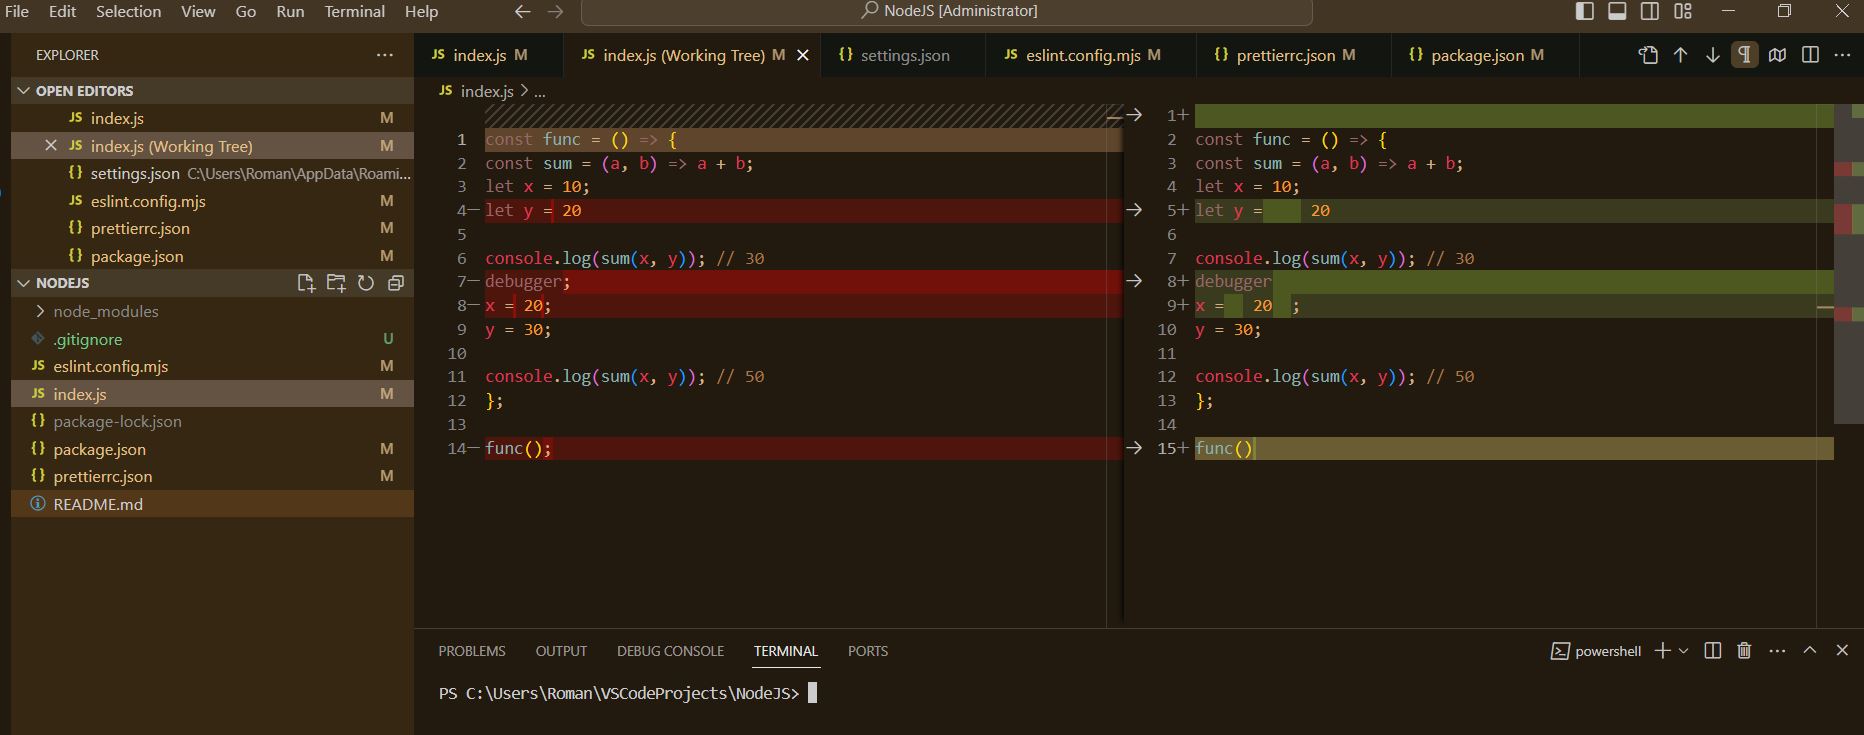 File Edit Selection View Go Run Terminal Help
NodeJS [Administrator]
EXPLORER ...
OPEN EDITORS
JS index.js M
JS index.js (Working Tree) M
{} settings.json C:\Users\Roman\AppData\Roami...
JS eslint.config.mjs M
{} prettierrc.json M
{} package.json M
NODEJS
node_modules
.gitignore U
JS eslint.config.mjs M
JS index.js M
{} package-lock.json
{} package.json M
{} prettierrc.json M
README.md
JS index.js M JS index.js (Working Tree) M {} settings.json JS eslint.config.mjs M {} prettierrc.json M {} package.json M
JS index.js > ...
1 const func = () => {
2 const sum = (a, b) => a + b;
3 let x = 10;
4— let y = 20
5
6 console.log(sum(x, y)); // 30
7— debugger;
8— x = 20;
9 y = 30;
10
11 console.log(sum(x, y)); // 50
12 };
13
14— func();
1+
2 const func = () => {
3 const sum = (a, b) => a + b;
4 let x = 10;
5+ let y =     20
6
7 console.log(sum(x, y)); // 30
8+ debugger
9+ x =   20  ;
10 y = 30;
11
12 console.log(sum(x, y)); // 50
13 };
14
15+ func()
PROBLEMS OUTPUT DEBUG CONSOLE TERMINAL PORTS
powershell
PS C:\Users\Roman\VSCodeProjects\NodeJS>